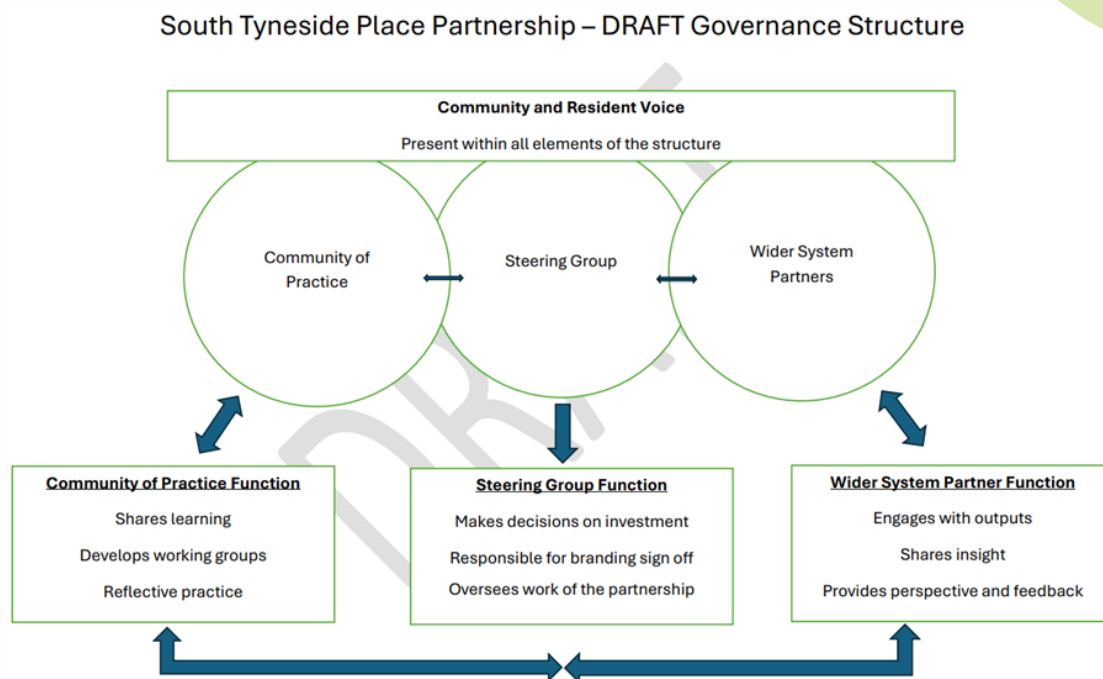 South Tyneside Place Partnership – DRAFT Governance Structure
Community and Resident Voice
Present within all elements of the structure
Community of
Practice
Steering Group
Wider System
Partners
Community of Practice Function
Shares learning
Develops working groups
Reflective practice
Steering Group Function
Makes decisions on investment
Responsible for branding sign off
Oversees work of the partnership
Wider System Partner Function
Engages with outputs
Shares insight
Provides perspective and feedback
DRAFT